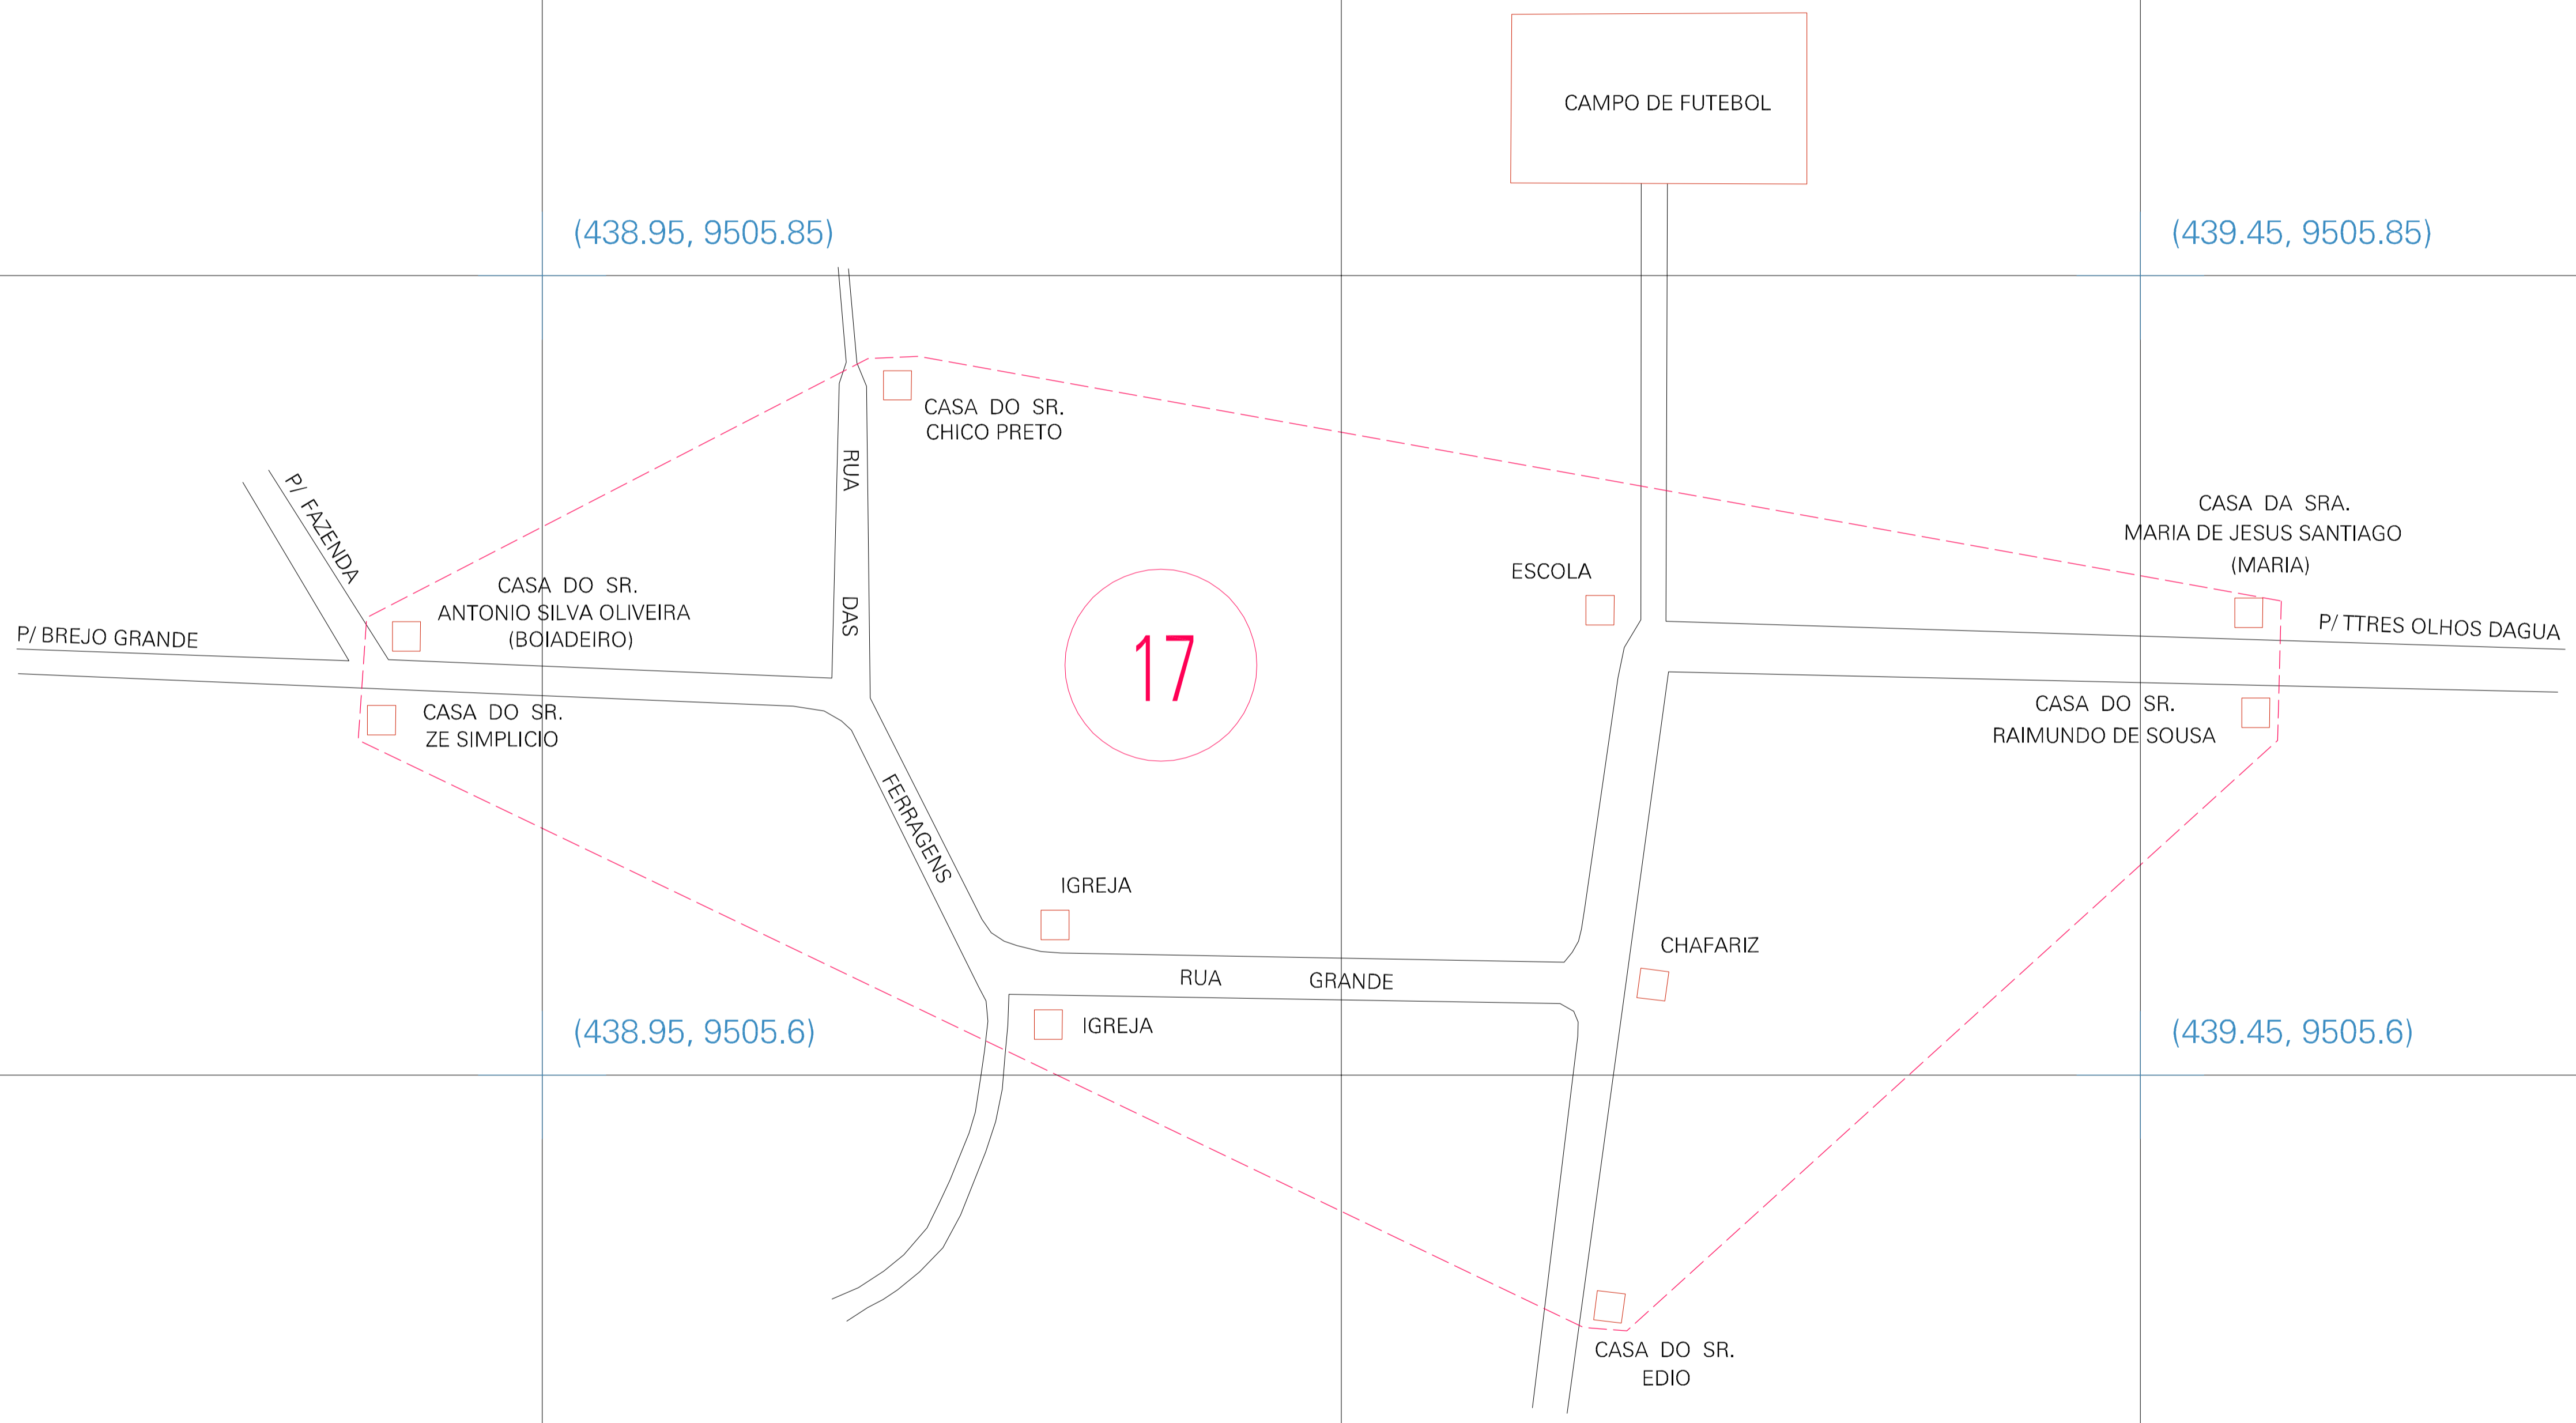 CAMPO DE FUTEBOL
(438.95, 9505.85)
(439.45, 9505.85)
CASA DO SR.
CHICO PRETO
RUA DAS FERRAGENS
P/ FAZENDA
CASA DA SRA.
MARIA DE JESUS SANTIAGO
(MARIA)
ESCOLA
CASA DO SR.
ANTONIO SILVA OLIVEIRA
(BOIADEIRO)
P/ BREJO GRANDE
P/ TTRES OLHOS DAGUA
17
CASA DO SR.
ZE SIMPLICIO
CASA DO SR.
RAIMUNDO DE SOUSA
IGREJA
CHAFARIZ
RUA GRANDE
IGREJA
(438.95, 9505.6)
(439.45, 9505.6)
CASA DO SR.
EDIO